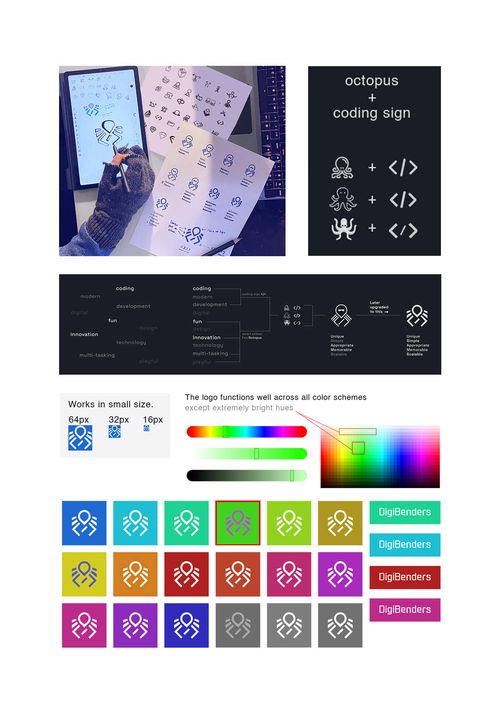 octopus
+
coding sign
+ </>
+ </>
+ </>
coding
modern
development
digital
fun
design
innovation
technology
multi-tasking
playful
coding
modern
development
digital
fun
design
innovation
technology
multi-tasking
playful
coding sign </>
Later
upgraded
to this
Unique
Simple
Appropriate
Memorable
Scalable
Unique
Simple
Appropriate
Memorable
Scalable
Works in small size.
64px 32px 16px
The logo functions well across all color schemes
except extremely bright hues
DigiBenders
DigiBenders
DigiBenders
DigiBenders